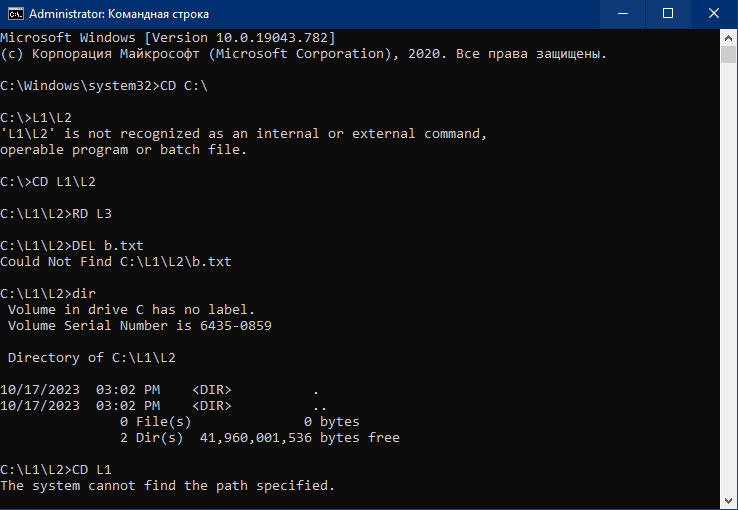 Administrator: Командная строка
Microsoft Windows [Version 10.0.19043.782]
(с) Корпорация Майкрософт (Microsoft Corporation), 2020. Все права защищены.
C:\Windows\system32>CD C:\
C:\>L1\L2
'L1\L2' is not recognized as an internal or external command,
operable program or batch file.
C:\>CD L1\L2
C:\L1\L2>RD L3
C:\L1\L2>DEL b.txt
Could Not Find C:\L1\L2\b.txt
C:\L1\L2>dir
Volume in drive C has no label.
Volume Serial Number is 6435-0859
Directory of C:\L1\L2
10/17/2023  03:02 PM    <DIR>          .
10/17/2023  03:02 PM    <DIR>          ..
0 File(s)              0 bytes
2 Dir(s)  41,960,001,536 bytes free
C:\L1\L2>CD L1
The system cannot find the path specified.